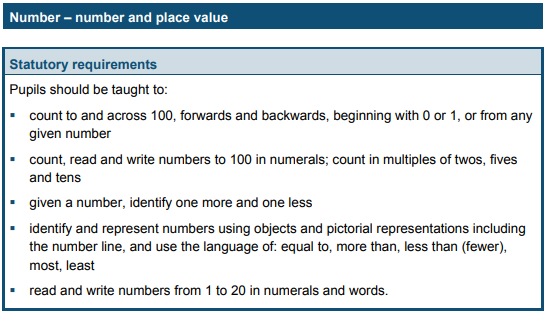 Number – number and place value
Statutory requirements
Pupils should be taught to:
▪ count to and across 100, forwards and backwards, beginning with 0 or 1, or from any
given number
▪ count, read and write numbers to 100 in numerals; count in multiples of twos, fives
and tens
▪ given a number, identify one more and one less
▪ identify and represent numbers using objects and pictorial representations including
the number line, and use the language of: equal to, more than, less than (fewer),
most, least
▪ read and write numbers from 1 to 20 in numerals and words.